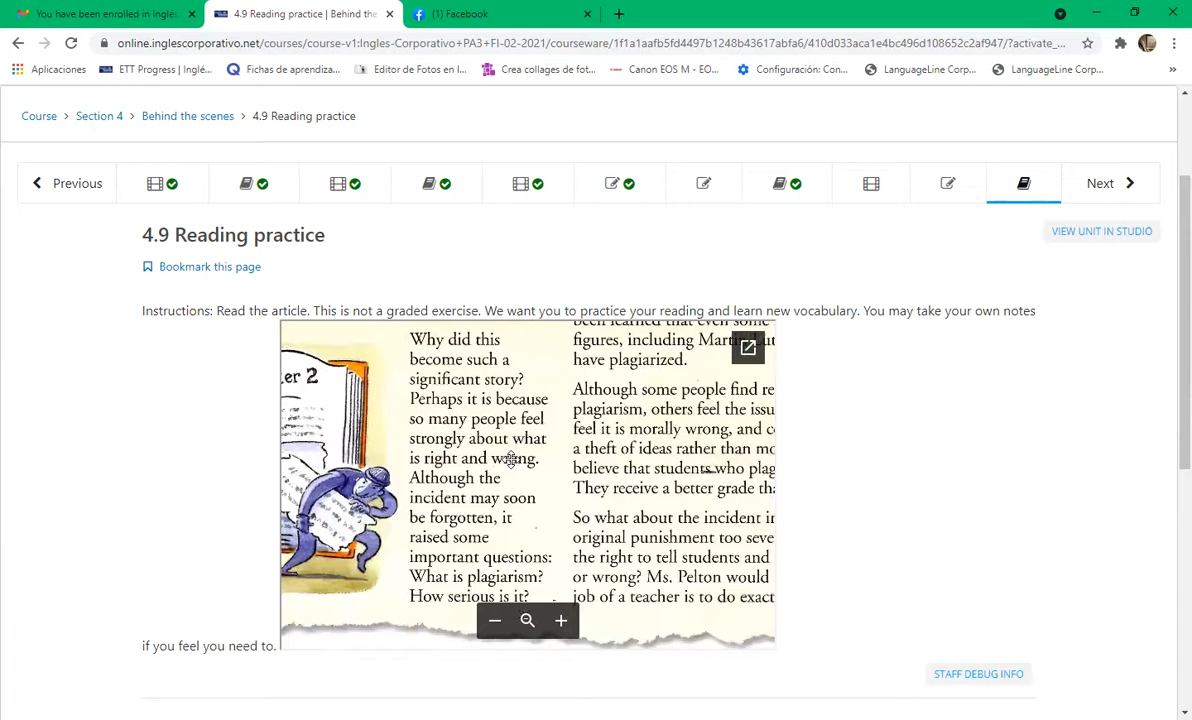 You have been enrolled in Inglés
4.9 Reading practice | Behind the
(1) Facebook
online.inglescorporativo.net/courses/course-v1:Ingles-Corporativo+PA3+FI-02-2021/courseware/1f1a1aafb5fd4497b1248b43617abfa6/410d033aca1e4bc496d108652c2af947/?activate_...
Aplicaciones
ETT Progress | Inglé...
Fichas de aprendiza...
Editor de Fotos en l...
Crea collages de fot...
Canon EOS M - EO...
Configuración: Con...
LanguageLine Corp...
LanguageLine Corp...
Course > Section 4 > Behind the scenes > 4.9 Reading practice
Previous
Next
4.9 Reading practice
VIEW UNIT IN STUDIO
Bookmark this page
Instructions: Read the article. This is not a graded exercise. We want you to practice your reading and learn new vocabulary. You may take your own notes
er 2
Why did this
become such a
significant story?
Perhaps it is because
so many people feel
strongly about what
is right and wrong.
Although the
incident may soon
be forgotten, it
raised some
important questions:
What is plagiarism?
How serious is it?
been learned that even some
figures, including Martin Lut
have plagiarized.
Although some people find re
plagiarism, others feel the issu
feel it is morally wrong, and c
a theft of ideas rather than mo
believe that students who plag
They receive a better grade tha
So what about the incident in
original punishment too seve
the right to tell students and
or wrong? Ms. Pelton would
job of a teacher is to do exact
if you feel you need to.
STAFF DEBUG INFO